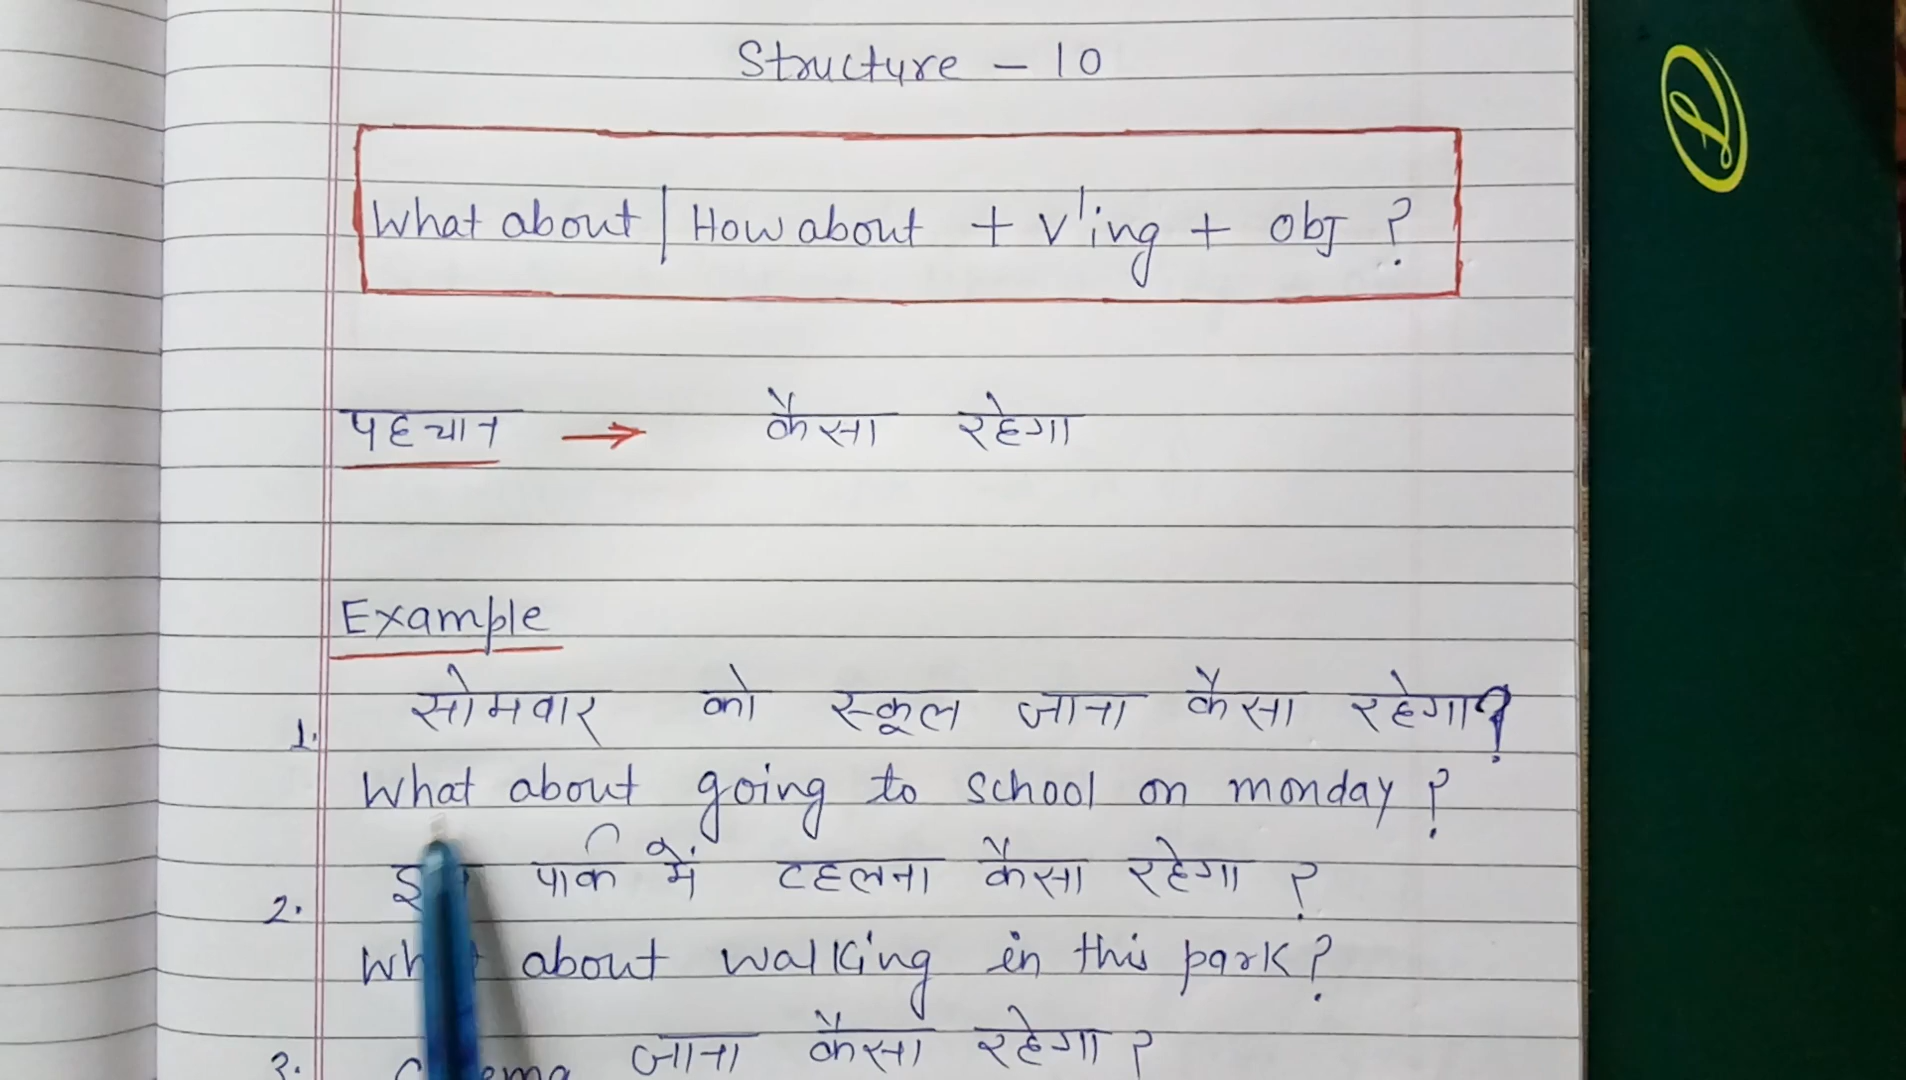 Structure - 10
What about | How about + V¹ing + Obj ?
पहचान → कैसा रहेगा
Example
1. सोमवार को स्कूल जाना कैसा रहेगा?
What about going to school on monday ?
2. पार्क में टहलना कैसा रहेगा ?
about walking in this park ?
3. जाना कैसा रहेगा ?